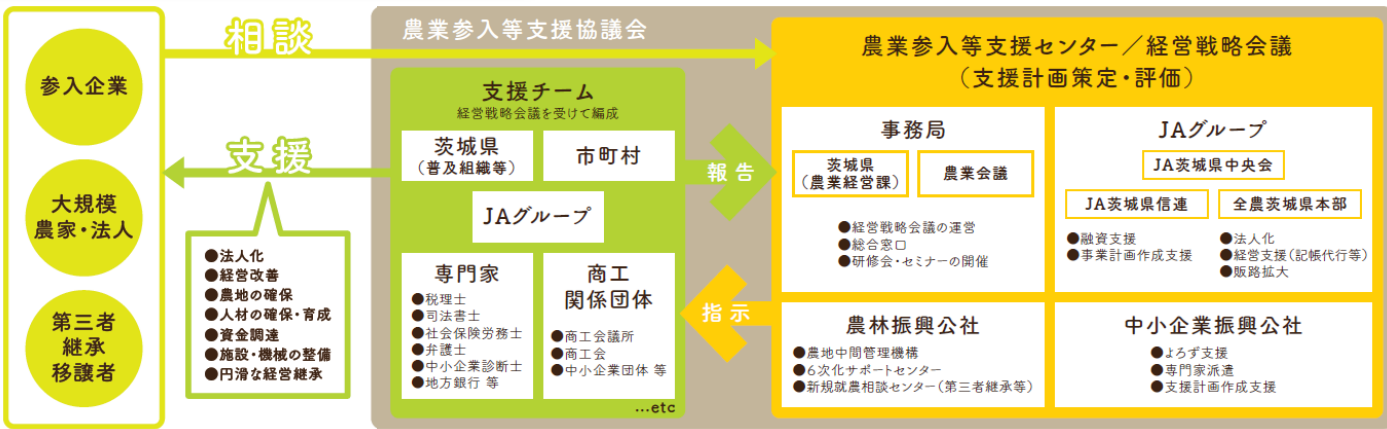 参入企業
大規模
農家・法人
第三者
継承
移譲者
相談
支援
●法人化
●経営改善
●農地の確保
●人材の確保・育成
●資金調達
●施設・機械の整備
●円滑な経営継承
農業参入等支援協議会
支援チーム
経営戦略会議を受けて編成
茨城県
（普及組織等）
市町村
JAグループ
専門家
●税理士
●司法書士
●社会保険労務士
●弁護士
●中小企業診断士
●地方銀行 等
商工
関係団体
●商工会議所
●商工会
●中小企業団体 等
...etc
報告
指示
農業参入等支援センター／経営戦略会議
（支援計画策定・評価）
事務局
茨城県
（農業経営課）
農業会議
●経営戦略会議の運営
●総合窓口
●研修会・セミナーの開催
JAグループ
JA茨城県中央会
JA茨城県信連
●融資支援
●事業計画作成支援
全農茨城県本部
●法人化
●経営支援（記帳代行等）
●販路拡大
農林振興公社
●農地中間管理機構
●6次化サポートセンター
●新規就農相談センター（第三者継承等）
中小企業振興公社
●よろず支援
●専門家派遣
●支援計画作成支援